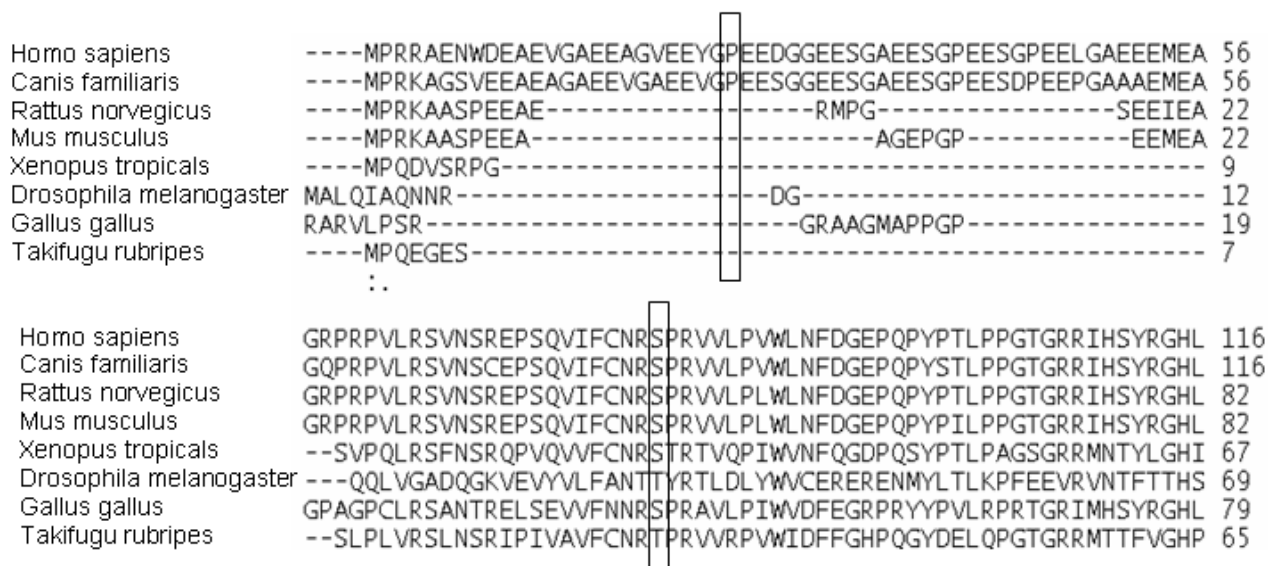 Homo sapiens ----MPRRAENWDEAEVGAEEAGVEEYGPEEDGGEESGAEESGPEESGPEELGAEEEMEA 56
Canis familiaris ----MPRKAGSVEEAEAGAEEVGAEEVGPEESGGEESGAEESGPEESDPEEPGAAAEMEA 56
Rattus norvegicus ----MPRKAASPEEAE------------------RMPG----------------SEEIEA 22
Mus musculus ----MPRKAASPEEA-----------------------AGEPGP-----------EEMEA 22
Xenopus tropicals ----MPQDVSRPG----------------------------------------------- 9
Drosophila melanogaster MALQIAQNNR---------------------DG--------------------------- 12
Gallus gallus RARVLPSR-------------------------GRAAGMAPPGP---------------- 19
Takifugu rubripes ----MPQEGES------------------------------------------------- 7
:.
Homo sapiens GRPRPVLRSVNSREPSQVIFCNRSPRVVLPVWLNFDGEPQPYPTLPPGTGRRIHSYRGHL 116
Canis familiaris GQPRPVLRSVNSCEPSQVIFCNRSPRVVLPVWLNFDGEPQPYSTLPPGTGRRIHSYRGHL 116
Rattus norvegicus GRPRPVLRSVNSREPSQVIFCNRSPRVVLPLWLNFDGEPQPYPTLPPGTGRRIHSYRGHL 82
Mus musculus GRPRPVLRSVNSREPSQVIFCNRSPRVVLPLWLNFDGEPQPYPILPPGTGRRIHSYRGHL 82
Xenopus tropicals --SVPQLRSFNSRQPVQVVFCNRSTRTVQPIWVNFQGDPQSYPTLPAGSGRRMNTYLGHI 67
Drosophila melanogaster ---QQLVGADQGKVEVYVLFANTTYRTLDLYWVCERERENMYLTLKPFEEVRVNTFTTHS 69
Gallus gallus GPAGPCLRSANTRELSEVVFNNRSPRAVLPIWVDFEGRPRYYPVLRPRTGRIMHSYRGHL 79
Takifugu rubripes --SLPLVRSLNSRIPIVAVFCNRTPRVVRPVWIDFFGHPQGYDELQPGTGRRMTTFVGHP 65